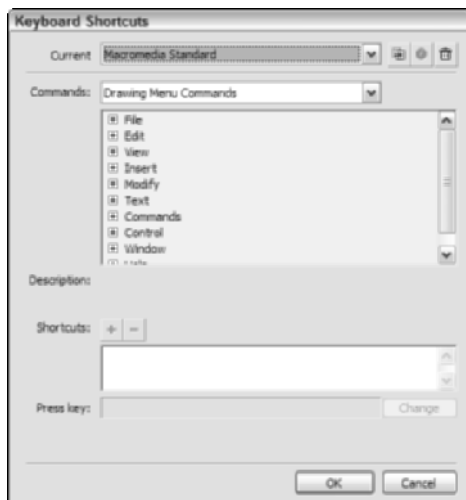 Keyboard Shortcuts
Current Macromedia Standard
Commands: Drawing Menu Commands
File
Edit
View
Insert
Modify
Text
Commands
Control
Window
Description:
Shortcuts: + −
Press key: Change
OK Cancel